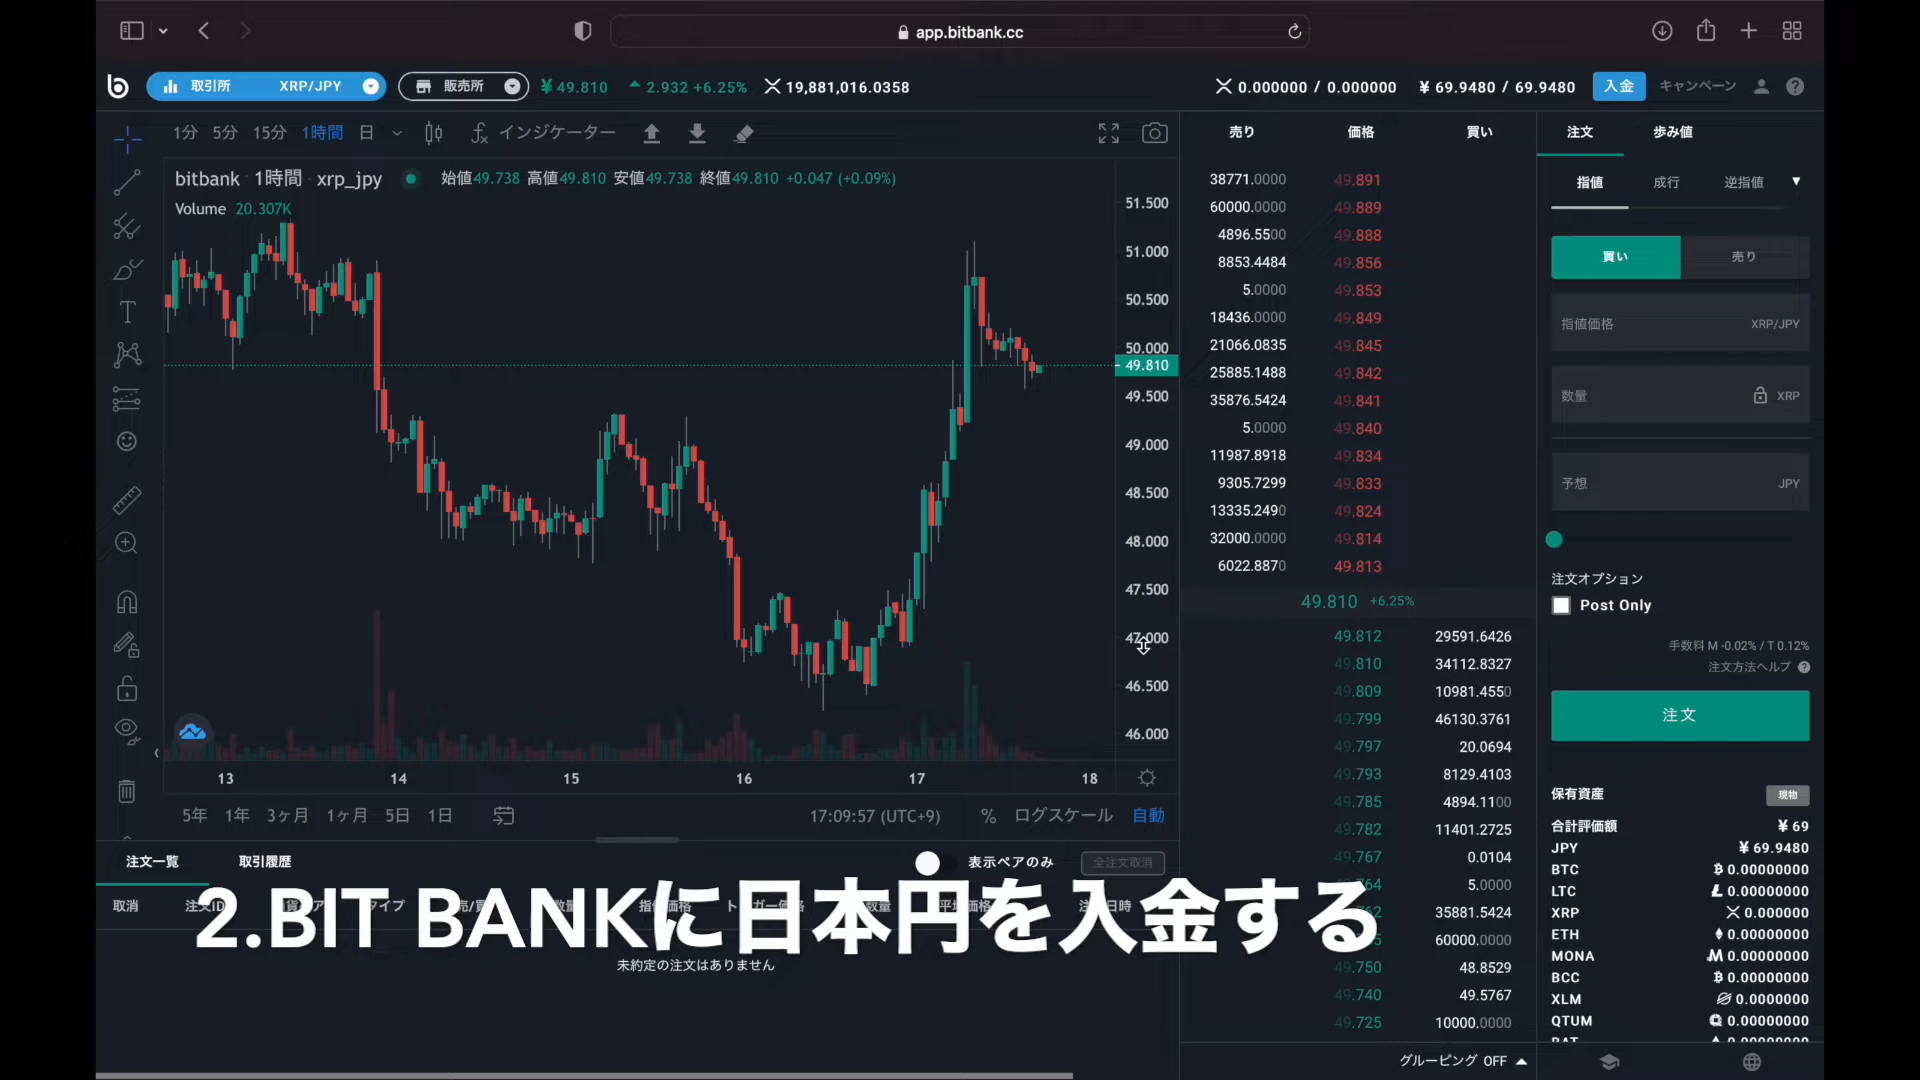 app.bitbank.cc
取引所 XRP/JPY 販売所 ¥49.810 2.932 +6.25% 19,881,016.0358 0.000000 / 0.000000 ¥ 69.9480 / 69.9480 入金 キャンペーン
1分 5分 15分 1時間 日 インジケーター
bitbank · 1時間 · xrp_jpy 始値49.738 高値49.810 安値49.738 終値49.810 +0.047 (+0.09%)
Volume 20.307K
51.500
51.000
50.500
50.000
49.810
49.500
49.000
48.500
48.000
47.500
47.000
46.500
46.000
13 14 15 16 17 18
5年 1年 3ヶ月 1ヶ月 5日 1日 17:09:57 (UTC+9) % ログスケール 自動
売り 価格 買い
38771.0000 49.891
60000.0000 49.889
4896.5500 49.888
8853.4484 49.856
5.0000 49.853
18436.0000 49.849
21066.0835 49.845
25885.1488 49.842
35876.5424 49.841
5.0000 49.840
11987.8918 49.834
9305.7299 49.833
13335.2490 49.824
32000.0000 49.814
6022.8870 49.813
49.810 +6.25%
49.812 29591.6426
49.810 34112.8327
49.809 10981.4550
49.799 46130.3761
49.797 20.0694
49.793 8129.4103
49.785 4894.1100
49.782 11401.2725
49.767 0.0104
5.0000
35881.5424
60000.0000
49.750 48.8529
49.740 49.5767
49.725 10000.0000
グルーピング OFF
注文 歩み値
指値 成行 逆指値
買い 売り
指値価格 XRP/JPY
数量 XRP
予想 JPY
注文オプション
Post Only
手数料 M -0.02% / T 0.12%
注文方法ヘルプ
注文
保有資産 現物
合計評価額 ¥ 69
JPY ¥ 69.9480
BTC 0.00000000
LTC 0.00000000
XRP 0.000000
ETH 0.00000000
MONA 0.00000000
BCC 0.00000000
XLM 0.0000000
QTUM 0.00000000
注文一覧 取引履歴 表示ペアのみ 全注文取消
取消
2.BIT BANKに日本円を入金する
未約定の注文はありません